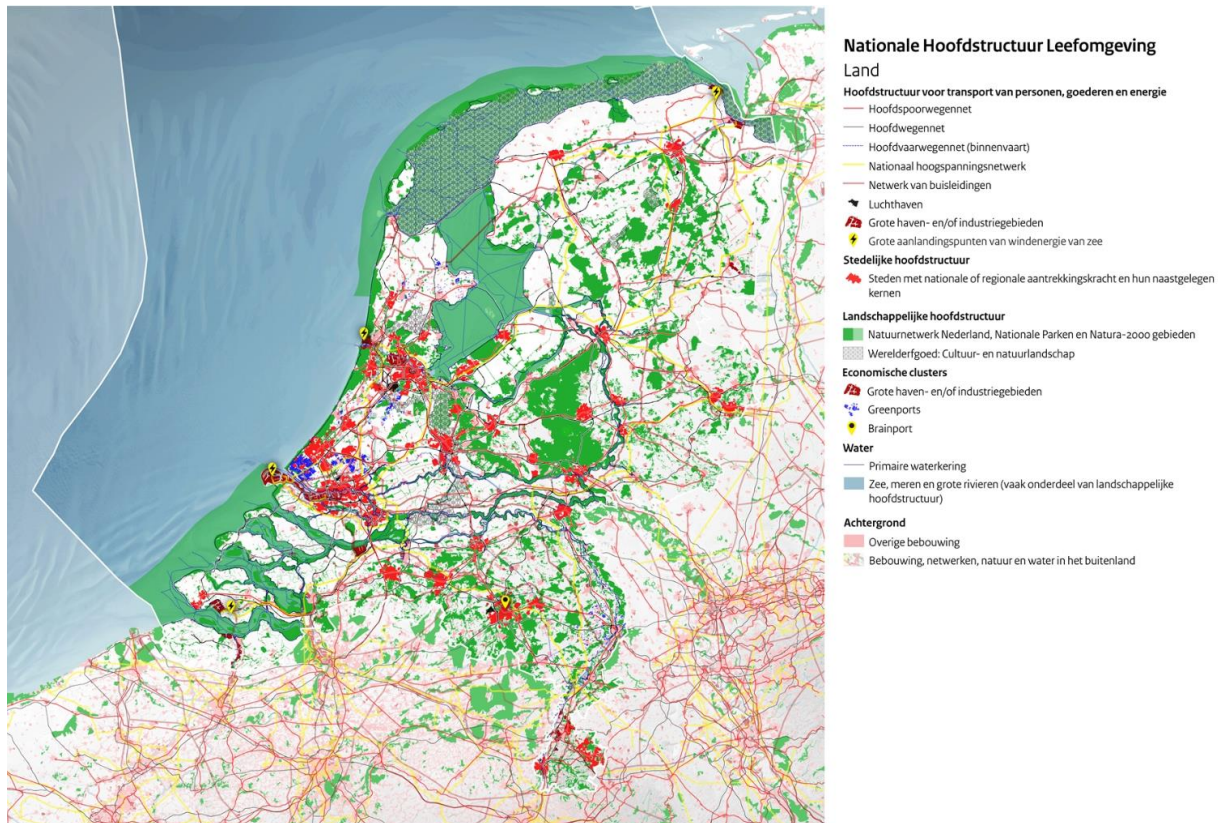 Nationale Hoofdstructuur Leefomgeving
Land
Hoofdstructuur voor transport van personen, goederen en energie
Hoofdspoorwegennet
Hoofdwegennet
Hoofdvaarwegennet (binnenvaart)
Nationaal hoogspanningsnetwerk
Netwerk van buisleidingen
Luchthaven
Grote haven- en/of industriegebieden
Grote aanlandingspunten van windenergie van zee
Stedelijke hoofdstructuur
Steden met nationale of regionale aantrekkingskracht en hun naastgelegen
kernen
Landschappelijke hoofdstructuur
Natuurnetwerk Nederland, Nationale Parken en Natura-2000 gebieden
Werelderfgoed: Cultuur- en natuurlandschap
Economische clusters
Grote haven- en/of industriegebieden
Greenports
Brainport
Water
Primaire waterkering
Zee, meren en grote rivieren (vaak onderdeel van landschappelijke
hoofdstructuur)
Achtergrond
Overige bebouwing
Bebouwing, netwerken, natuur en water in het buitenland